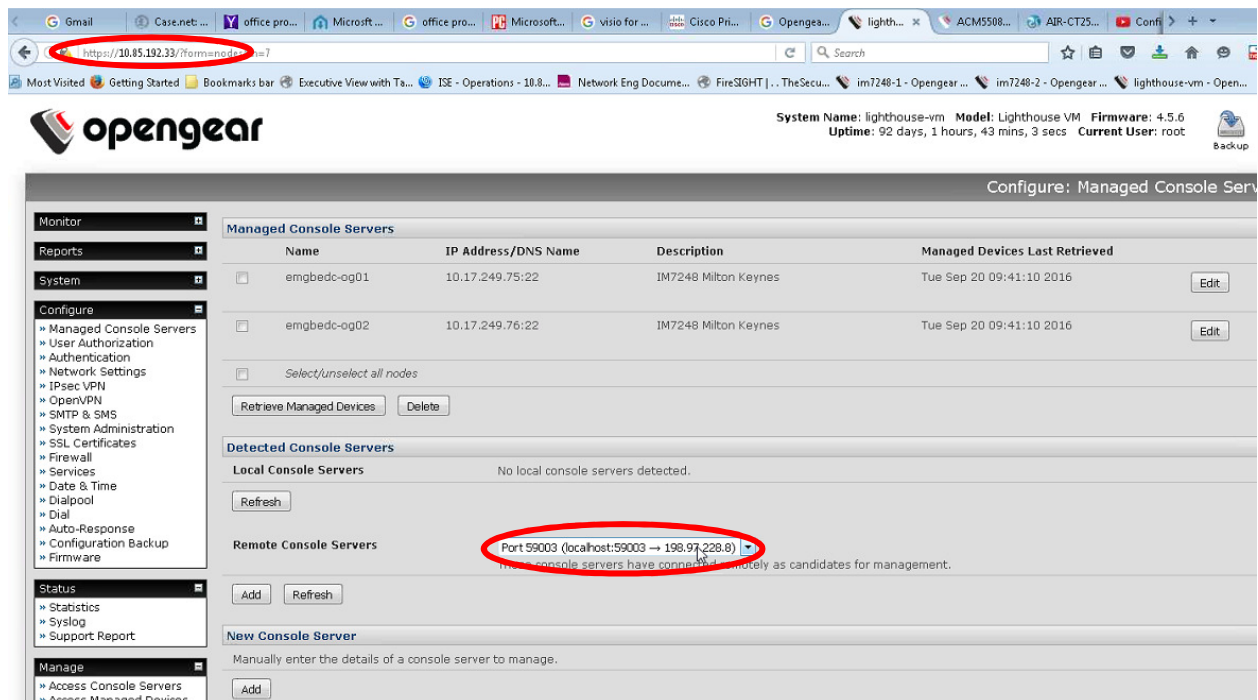 Gmail
Case.net: ...
office pro...
Microsft ...
office pro...
Microsoft...
visio for ...
Cisco Pri...
Opengea...
lighth...
ACM5508...
AIR-CT25...
Confi
https://10.85.192.33/?form=nodes
=7
Search
Most Visited
Getting Started
Bookmarks bar
Executive View with Ta...
ISE - Operations - 10.8...
Network Eng Docume...
FireSIGHT | . . TheSecu...
im7248-1 - Opengear ...
im7248-2 - Opengear ...
lighthouse-vm - Open...
opengear
System Name: lighthouse-vm Model: Lighthouse VM Firmware: 4.5.6
Uptime: 92 days, 1 hours, 43 mins, 3 secs Current User: root
Backup
Configure: Managed Console Serv
Monitor
Reports
System
Configure
» Managed Console Servers
» User Authorization
» Authentication
» Network Settings
» IPsec VPN
» OpenVPN
» SMTP & SMS
» System Administration
» SSL Certificates
» Firewall
» Services
» Date & Time
» Dialpool
» Dial
» Auto-Response
» Configuration Backup
» Firmware
Status
» Statistics
» Syslog
» Support Report
Manage
» Access Console Servers
» Access Managed Devices
Managed Console Servers
Name IP Address/DNS Name Description Managed Devices Last Retrieved
emgbedc-og01 10.17.249.75:22 IM7248 Milton Keynes Tue Sep 20 09:41:10 2016 Edit
emgbedc-og02 10.17.249.76:22 IM7248 Milton Keynes Tue Sep 20 09:41:10 2016 Edit
Select/unselect all nodes
Retrieve Managed Devices Delete
Detected Console Servers
Local Console Servers No local console servers detected.
Refresh
Remote Console Servers Port 59003 (localhost:59003 → 198.97.228.8)
These console servers have connected remotely as candidates for management.
Add Refresh
New Console Server
Manually enter the details of a console server to manage.
Add